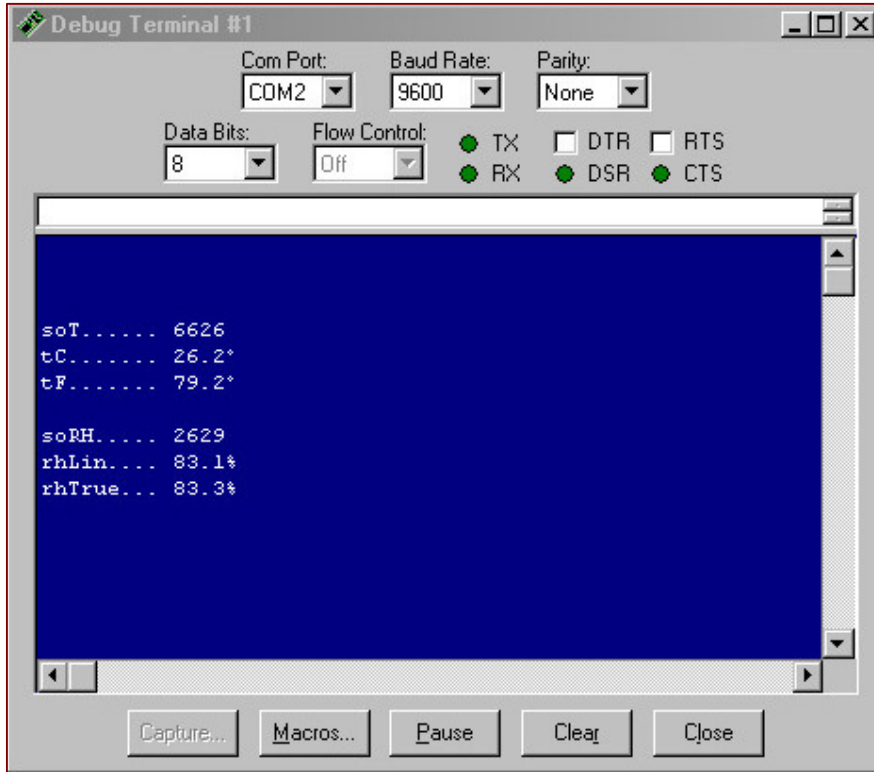 Debug Terminal #1
Com Port: Baud Rate: Parity:
COM2 9600 None
Data Bits: Flow Control: TX DTR RTS
8 Off RX DSR CTS
soT...... 6626
tC....... 26.2°
tF....... 79.2°
soRH..... 2629
rhLin.... 83.1%
rhTrue... 83.3%
Capture... Macros... Pause Clear Close